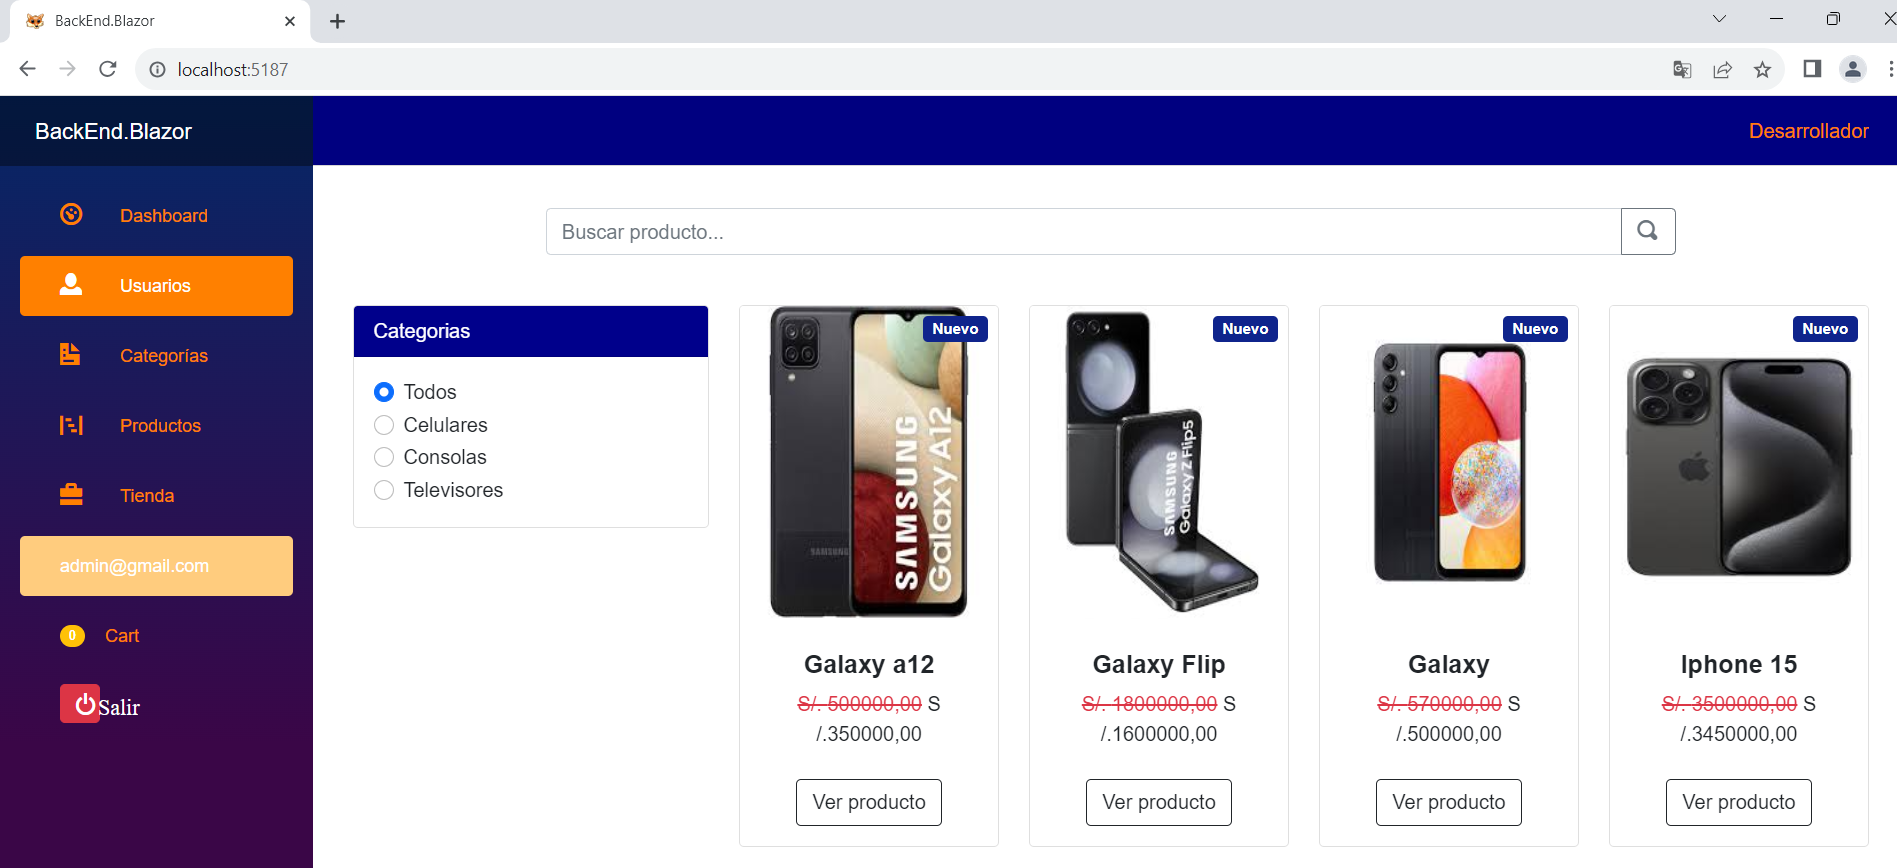 BackEnd.Blazor
localhost:5187
BackEnd.Blazor
Desarrollador
Dashboard
Usuarios
Categorías
Productos
Tienda
admin@gmail.com
0 Cart
Salir
Buscar producto...
Categorias
Todos
Celulares
Consolas
Televisores
Nuevo
SAMSUNG
SAMSUNG
Galaxy A12
Galaxy a12
S/. 500000,00 S
/.350000,00
Ver producto
Nuevo
SAMSUNG
Galaxy Z Flip5
Galaxy Flip
S/. 1800000,00 S
/.1600000,00
Ver producto
Nuevo
Galaxy
S/. 570000,00 S
/.500000,00
Ver producto
Nuevo
Iphone 15
S/. 3500000,00 S
/.3450000,00
Ver producto